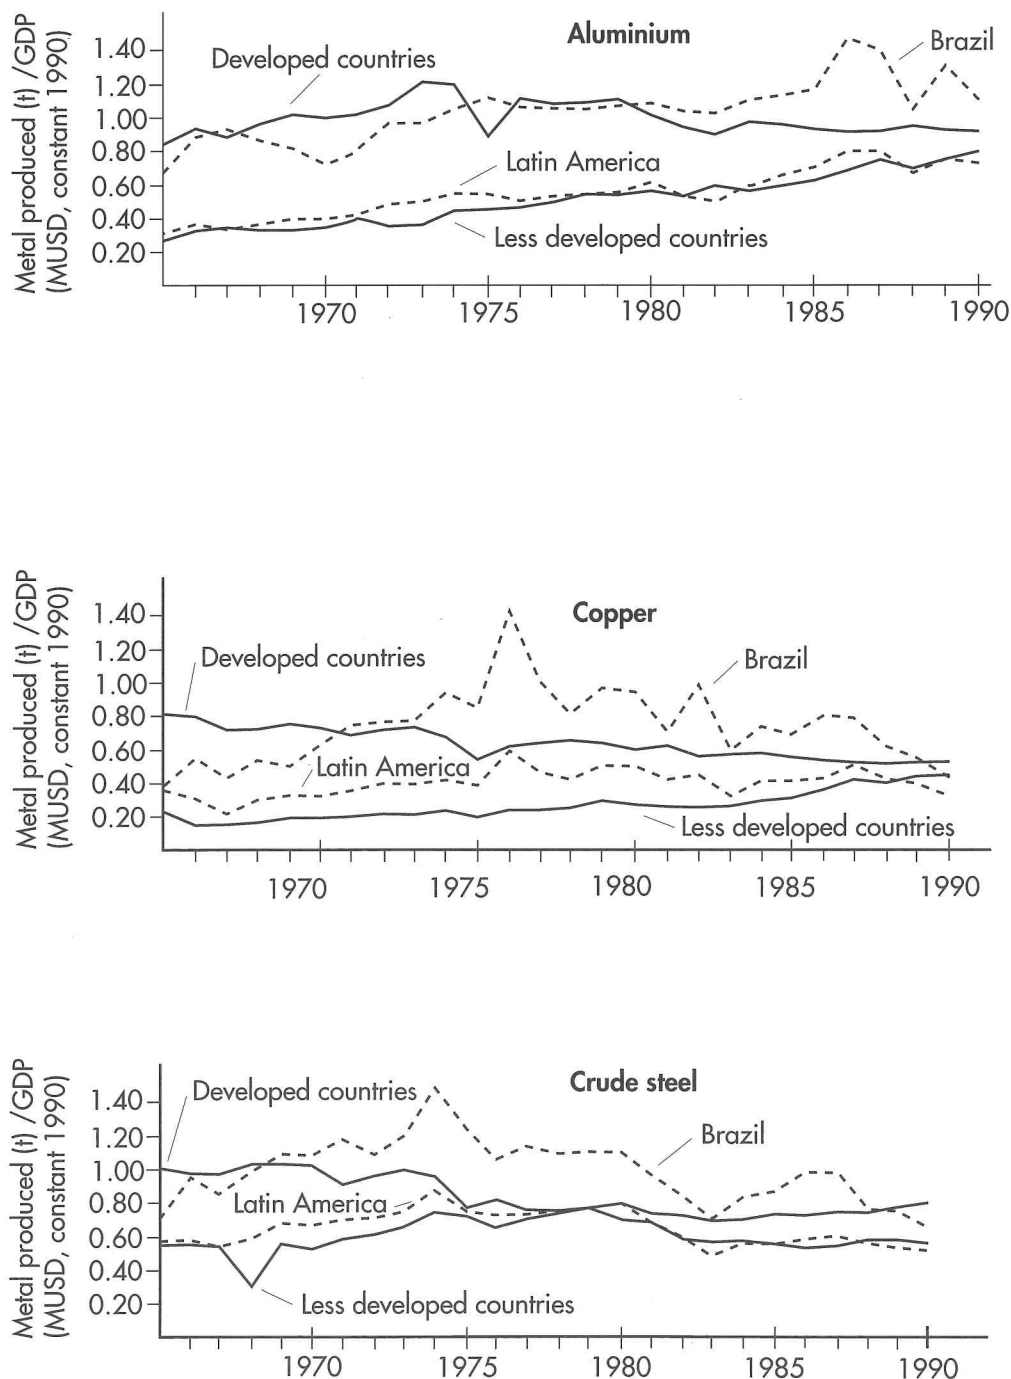 Metal produced (t) /GDP
(MUSD, constant 1990)
Aluminium
1.40
1.20
1.00
0.80
0.60
0.40
0.20
Developed countries
Brazil
Latin America
Less developed countries
1970 1975 1980 1985 1990
Metal produced (t) /GDP
(MUSD, constant 1990)
Copper
1.40
1.20
1.00
0.80
0.60
0.40
0.20
Developed countries
Brazil
Latin America
Less developed countries
1970 1975 1980 1985 1990
Metal produced (t) /GDP
(MUSD, constant 1990)
Crude steel
1.40
1.20
1.00
0.80
0.60
0.40
0.20
Developed countries
Brazil
Latin America
Less developed countries
1970 1975 1980 1985 1990